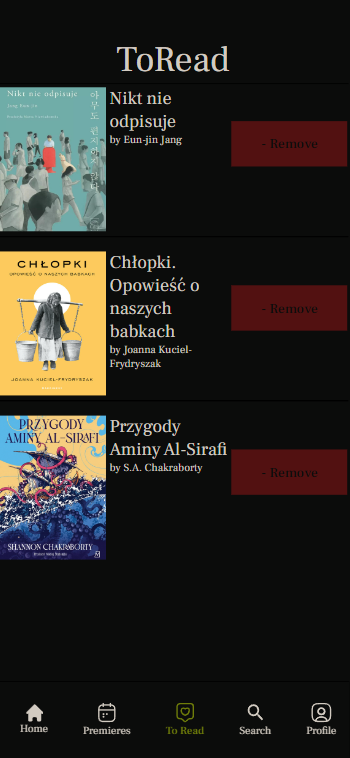 ToRead
Nikt nie odpisuje
Jang Eun-jin
아무도 편지하지 않다
Nikt nie
odpisuje
by Eun-jin Jang
- Remove
CHŁOPKI
OPOWIEŚĆ O NASZYCH BABKACH
JOANNA KUCIEL-FRYDRYSZAK
Chłopki.
Opowieść o
naszych
babkach
by Joanna Kuciel-
Frydryszak
- Remove
PRZYGODY
AMINY AL-SIRAFI
SHANNON CHAKRABORTY
Przygody
Aminy Al-Sirafi
by S.A. Chakraborty
- Remove
Home
Premieres
To Read
Search
Profile